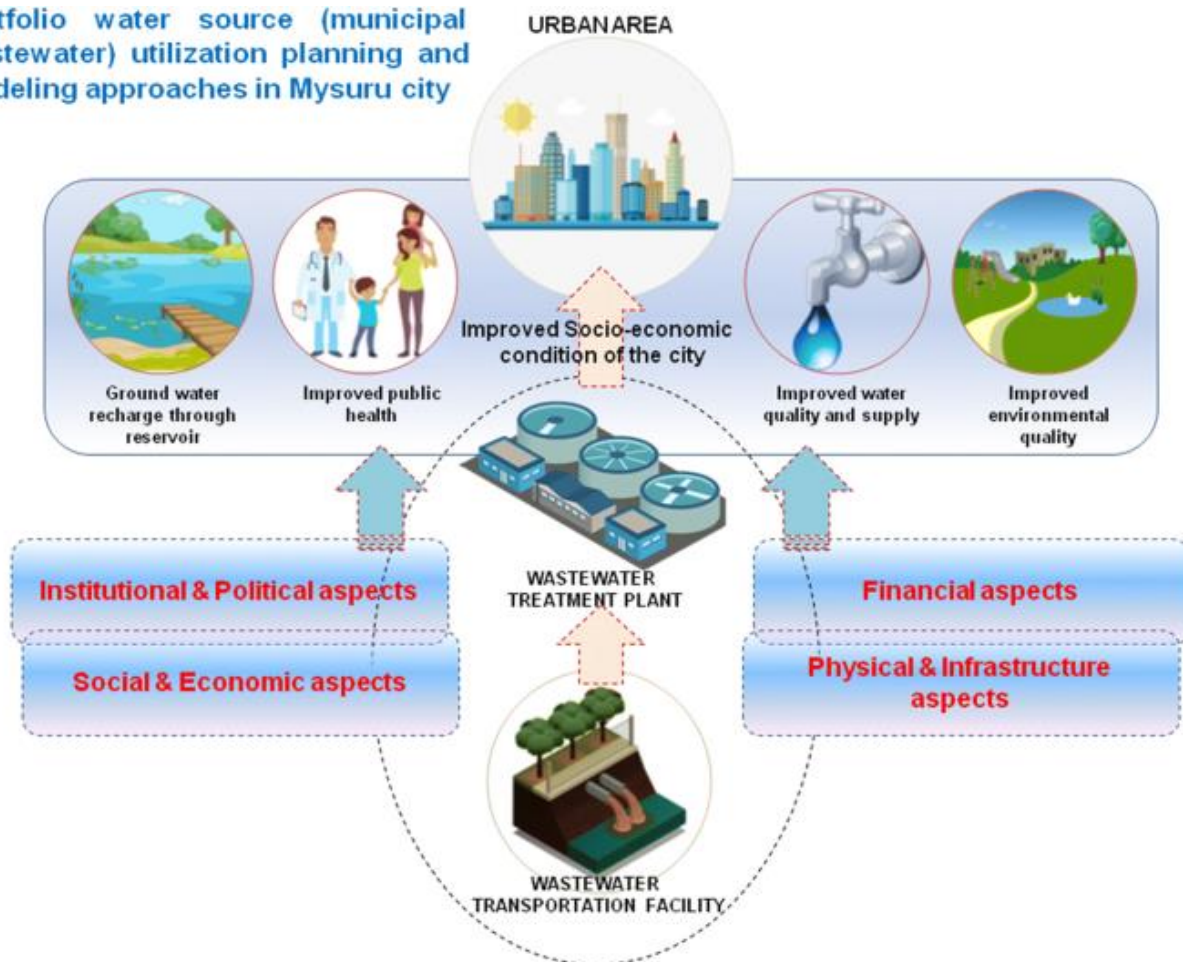 tfolio water source (municipal
stewater) utilization planning and
deling approaches in Mysuru city
URBAN AREA
Improved Socio-economic
condition of the city
Ground water
recharge through
reservoir
Improved public
health
Improved water
quality and supply
Improved
environmental
quality
Institutional & Political aspects
Social & Economic aspects
WASTEWATER
TREATMENT PLANT
Financial aspects
Physical & Infrastructure
aspects
WASTEWATER
TRANSPORTATION FACILITY